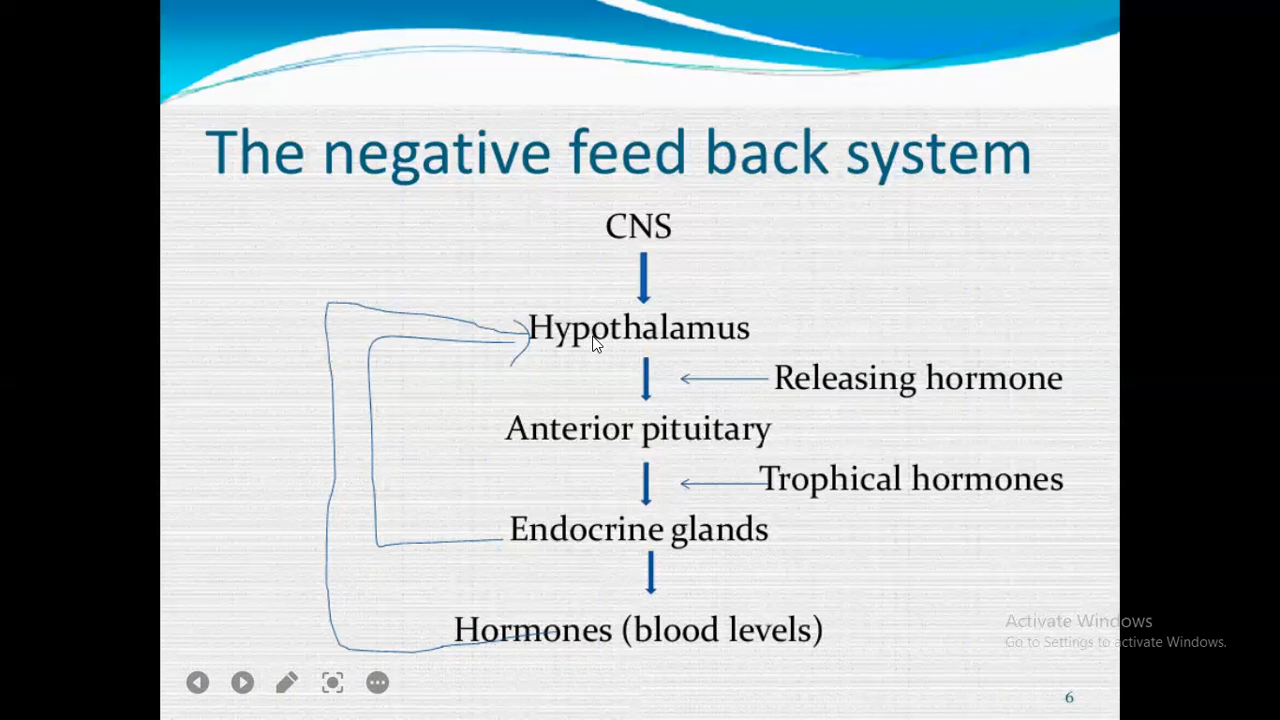 The negative feed back system
CNS
Hypothalamus
Releasing hormone
Anterior pituitary
Trophical hormones
Endocrine glands
Hormones (blood levels)
Activate Windows
Go to Settings to activate Windows.
6